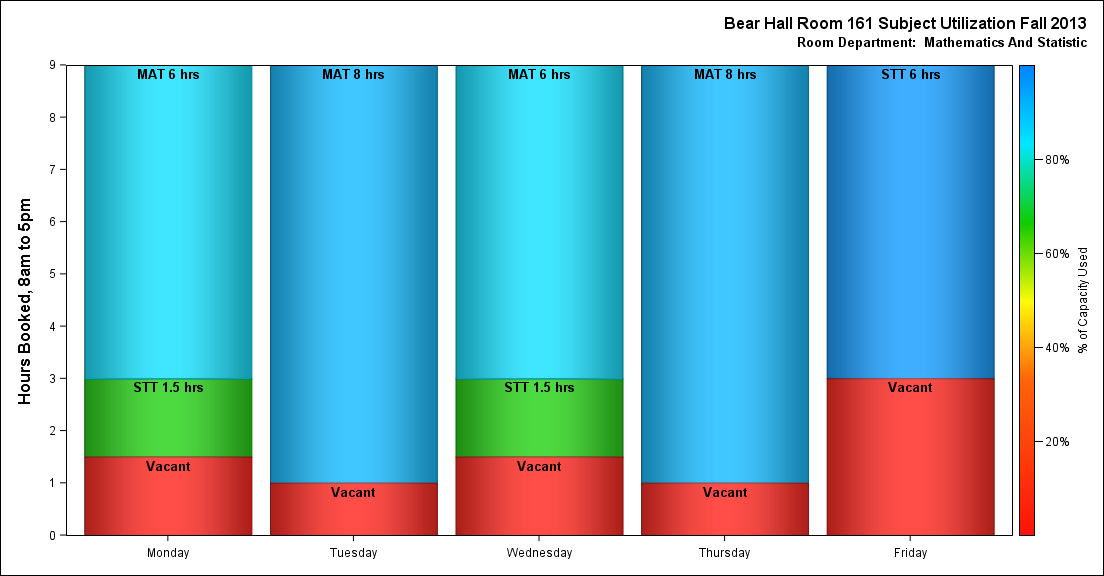 Bear Hall Room 161 Subject Utilization Fall 2013
Room Department:  Mathematics And Statistic
Hours Booked, 8am to 5pm
9
8
7
6
5
4
3
2
1
0
MAT 6 hrs
STT 1.5 hrs
Vacant
MAT 8 hrs
Vacant
MAT 6 hrs
STT 1.5 hrs
Vacant
MAT 8 hrs
Vacant
STT 6 hrs
Vacant
Monday
Tuesday
Wednesday
Thursday
Friday
80%
60%
40%
20%
% of Capacity Used